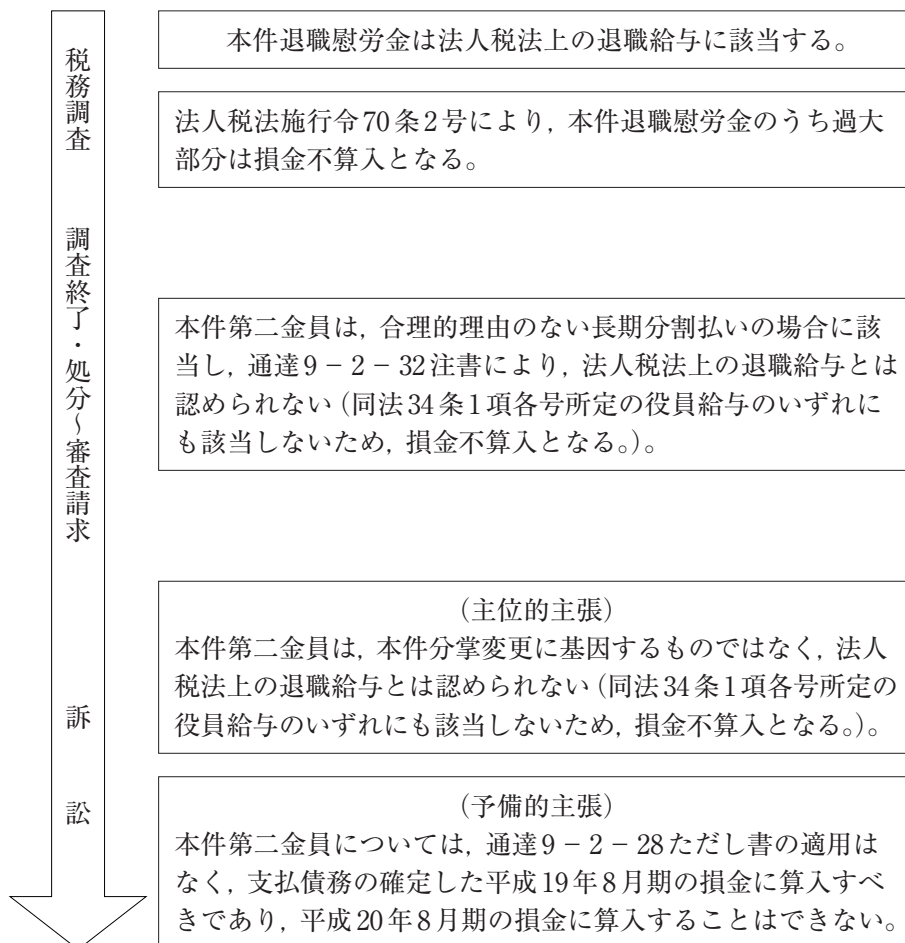 税務調査
本件退職慰労金は法人税法上の退職給与に該当する。
法人税法施行令70条2号により,本件退職慰労金のうち過大
部分は損金不算入となる。
調査終了・処分~審査請求
本件第二金員は,合理的理由のない長期分割払いの場合に該
当し,通達9-2-32注書により,法人税法上の退職給与とは
認められない(同法34条1項各号所定の役員給与のいずれに
も該当しないため,損金不算入となる。)。
訴訟
(主位的主張)
本件第二金員は,本件分掌変更に基因するものではなく,法人
税法上の退職給与とは認められない(同法34条1項各号所定の
役員給与のいずれにも該当しないため,損金不算入となる。)。
(予備的主張)
本件第二金員については,通達9-2-28ただし書の適用は
なく,支払債務の確定した平成19年8月期の損金に算入すべ
きであり,平成20年8月期の損金に算入することはできない。